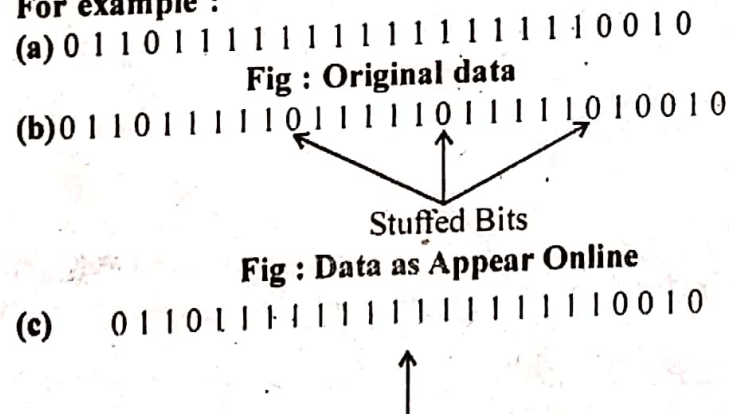 For example :
(a) 0 1 1 0 1 1 1 1 1 1 1 1 1 1 1 1 1 1 1 1 0 0 1 0
Fig : Original data
(b)0 1 1 0 1 1 1 1 1 0 1 1 1 1 1 0 1 1 1 1 1 0 1 0 0 1 0
Stuffed Bits
Fig : Data as Appear Online
(c) 0 1 1 0 1 1 1 1 1 1 1 1 1 1 1 1 1 1 1 1 0 0 1 0